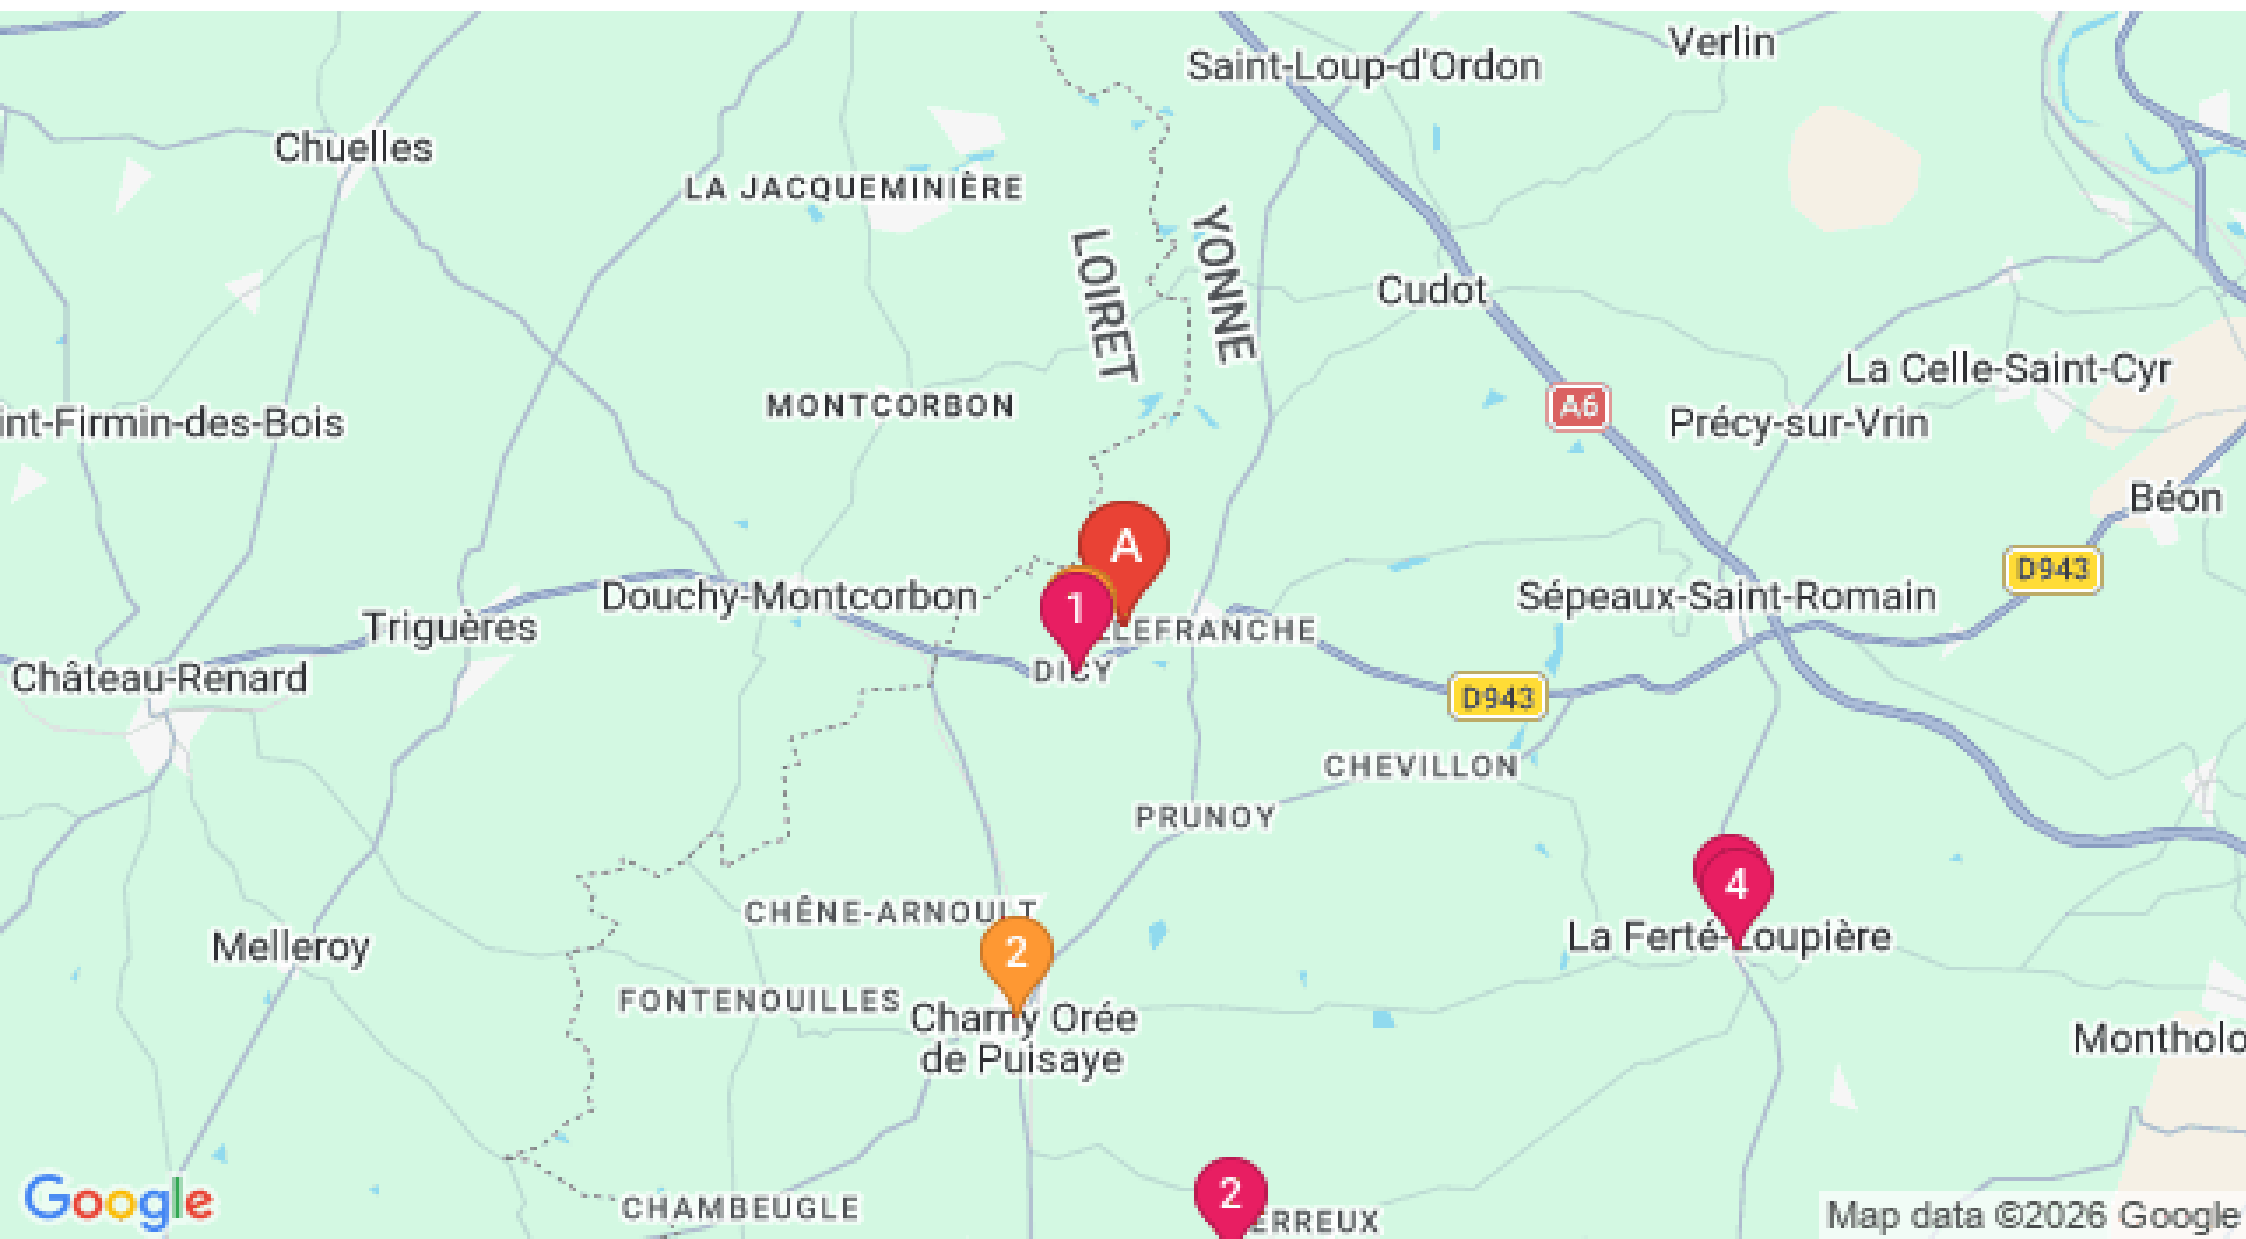 Verlin
Saint-Loup-d'Ordon
Chuelles
LA JACQUEMINIÈRE
LOIRET
YONNE
Cudot
La Celle-Saint-Cyr
A6
MONTCORBON
int-Firmin-des-Bois
Précy-sur-Vrin
Béon
A
D943
1
Douchy-Montcorbon
Sépeaux-Saint-Romain
Triguères
LEFRANCHE
Château-Renard
DICY
D943
CHEVILLON
PRUNOY
4
CHÊNE-ARNOULT
La Ferté-Loupière
Melleroy
2
FONTENOUILLES
Charny Orée
de Puisaye
Montholo
2
Google
CHAMBEUGLE
ERREUX
Map data ©2026 Google